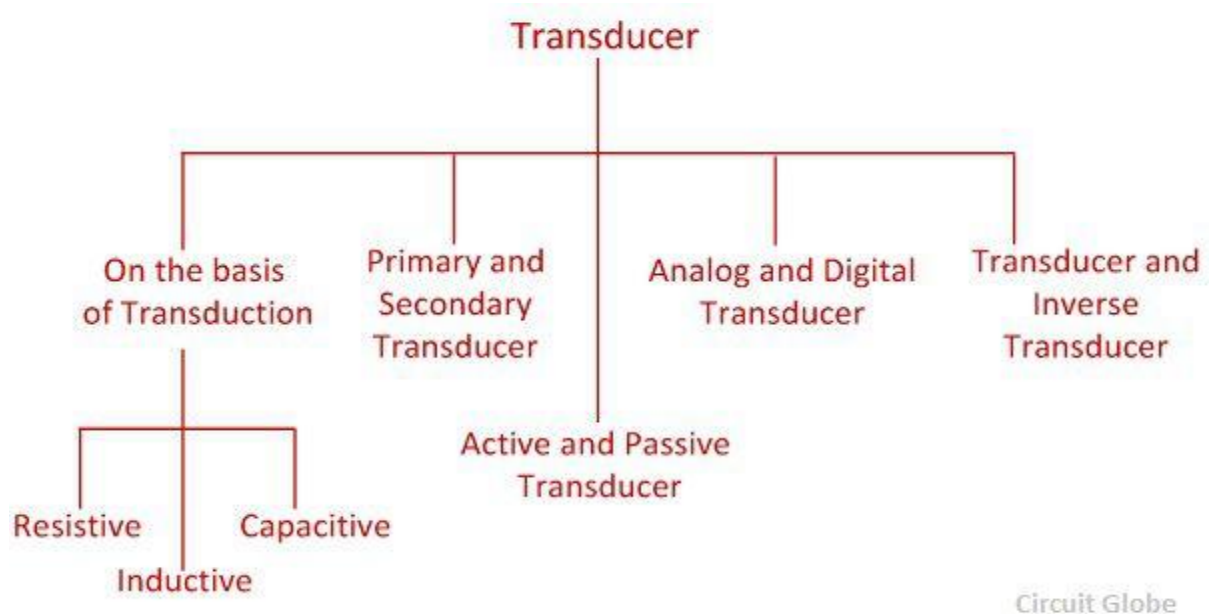 Transducer
On the basis
of Transduction
Primary and
Secondary
Transducer
Analog and Digital
Transducer
Transducer and
Inverse
Transducer
Active and Passive
Transducer
Resistive
Capacitive
Inductive
Circuit Globe